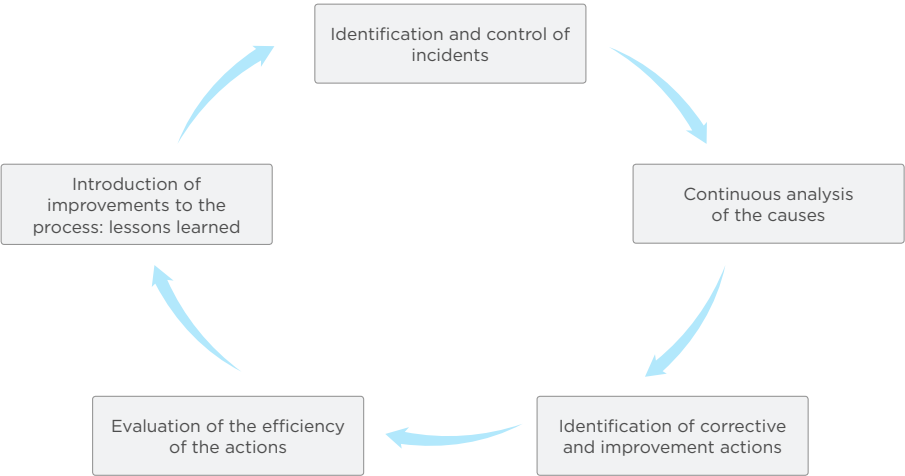 Identification and control of
incidents
Continuous analysis
of the causes
Identification of corrective
and improvement actions
Evaluation of the efficiency
of the actions
Introduction of
improvements to the
process: lessons learned